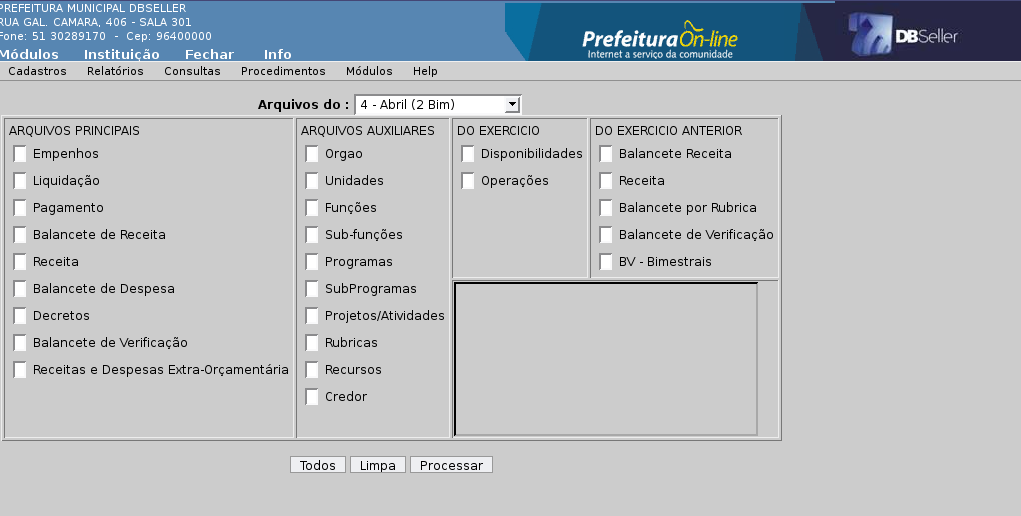 PREFEITURA MUNICIPAL DBSELLER
RUA GAL. CAMARA, 406 - SALA 301
Fone: 51 30289170 - Cep: 96400000
Módulos Instituição Fechar Info
PrefeituraOn-line
Internet a serviço da comunidade
DBSeller
Cadastros Relatórios Consultas Procedimentos Módulos Help
Arquivos do : 4 - Abril (2 Bim)
ARQUIVOS PRINCIPAIS
Empenhos
Liquidação
Pagamento
Balancete de Receita
Receita
Balancete de Despesa
Decretos
Balancete de Verificação
Receitas e Despesas Extra-Orçamentária
ARQUIVOS AUXILIARES
Orgao
Unidades
Funções
Sub-funções
Programas
SubProgramas
Projetos/Atividades
Rubricas
Recursos
Credor
DO EXERCICIO
Disponibilidades
Operações
DO EXERCICIO ANTERIOR
Balancete Receita
Receita
Balancete por Rubrica
Balancete de Verificação
BV - Bimestrais
Todos Limpa Processar